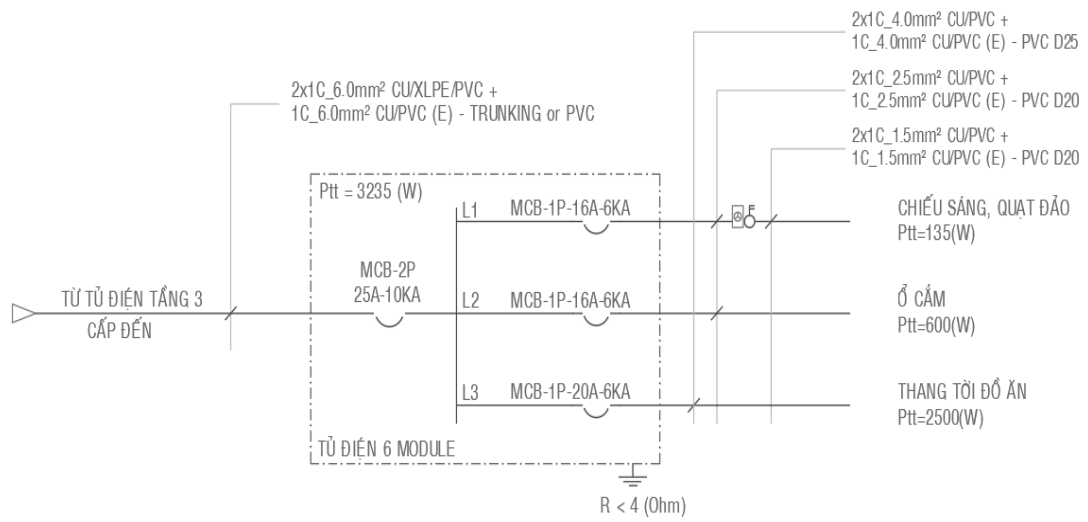 2x1C_4.0mm² CU/PVC +
1C_4.0mm² CU/PVC (E) - PVC D25
2x1C_2.5mm² CU/PVC +
1C_2.5mm² CU/PVC (E) - PVC D20
2x1C_1.5mm² CU/PVC +
1C_1.5mm² CU/PVC (E) - PVC D20
2x1C_6.0mm² CU/XLPE/PVC +
1C_6.0mm² CU/PVC (E) - TRUNKING or PVC
Ptt = 3235 (W)
L1 MCB-1P-16A-6KA
CHIẾU SÁNG, QUẠT ĐẢO
Ptt=135(W)
MCB-2P
25A-10KA
TỪ TỦ ĐIỆN TẦNG 3
CẤP ĐẾN
L2 MCB-1P-16A-6KA
Ổ CẮM
Ptt=600(W)
L3 MCB-1P-20A-6KA
THANG TỜI ĐỒ ĂN
Ptt=2500(W)
TỦ ĐIỆN 6 MODULE
R < 4 (Ohm)